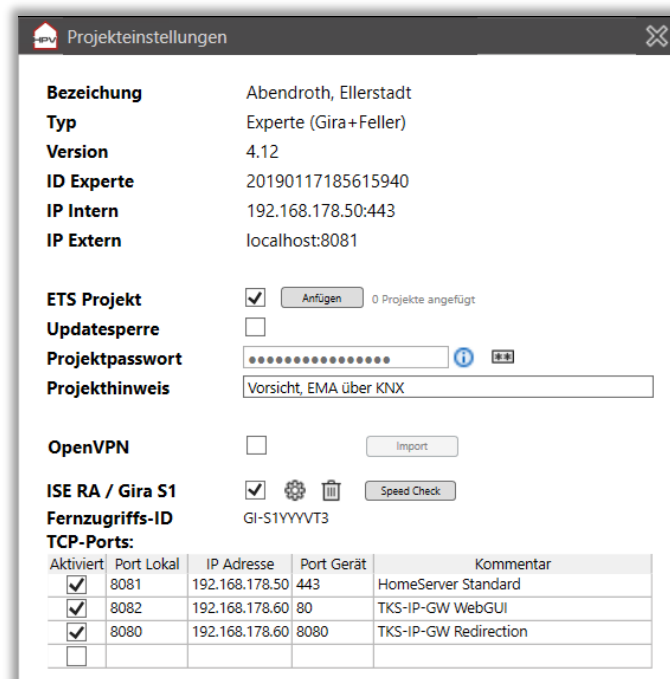 HPV Projekteinstellungen
Bezeichung Abendroth, Ellerstadt
Typ Experte (Gira+Feller)
Version 4.12
ID Experte 20190117185615940
IP Intern 192.168.178.50:443
IP Extern localhost:8081
ETS Projekt Anfügen 0 Projekte angefügt
Updatesperre
Projektpasswort ●●●●●●●●●●●●●●●● **
Projekthinweis Vorsicht, EMA über KNX
OpenVPN Import
ISE RA / Gira S1 Speed Check
Fernzugriffs-ID GI-S1YYYVT3
TCP-Ports:
Aktiviert Port Lokal IP Adresse Port Gerät Kommentar
8081 192.168.178.50 443 HomeServer Standard
8082 192.168.178.60 80 TKS-IP-GW WebGUI
8080 192.168.178.60 8080 TKS-IP-GW Redirection